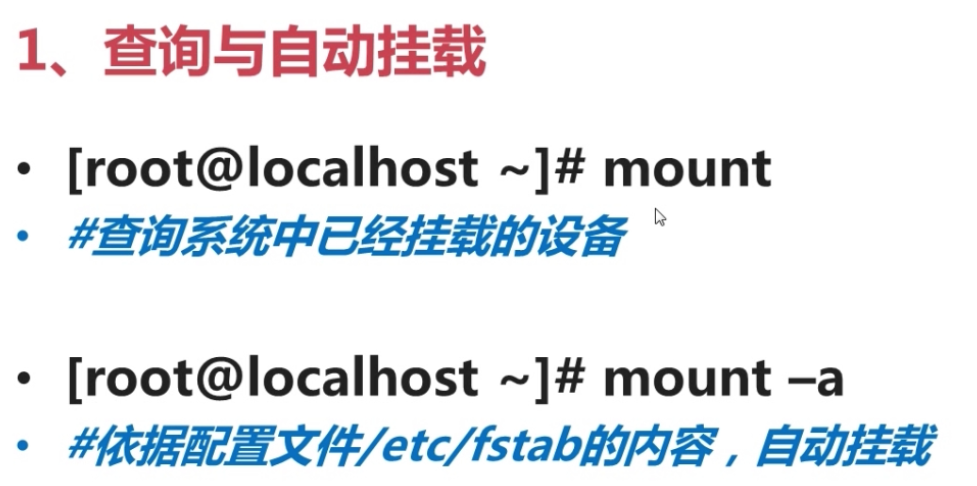 1、查询与自动挂载
• [root@localhost ~]# mount
• #查询系统中已经挂载的设备
• [root@localhost ~]# mount –a
• #依据配置文件/etc/fstab的内容，自动挂载